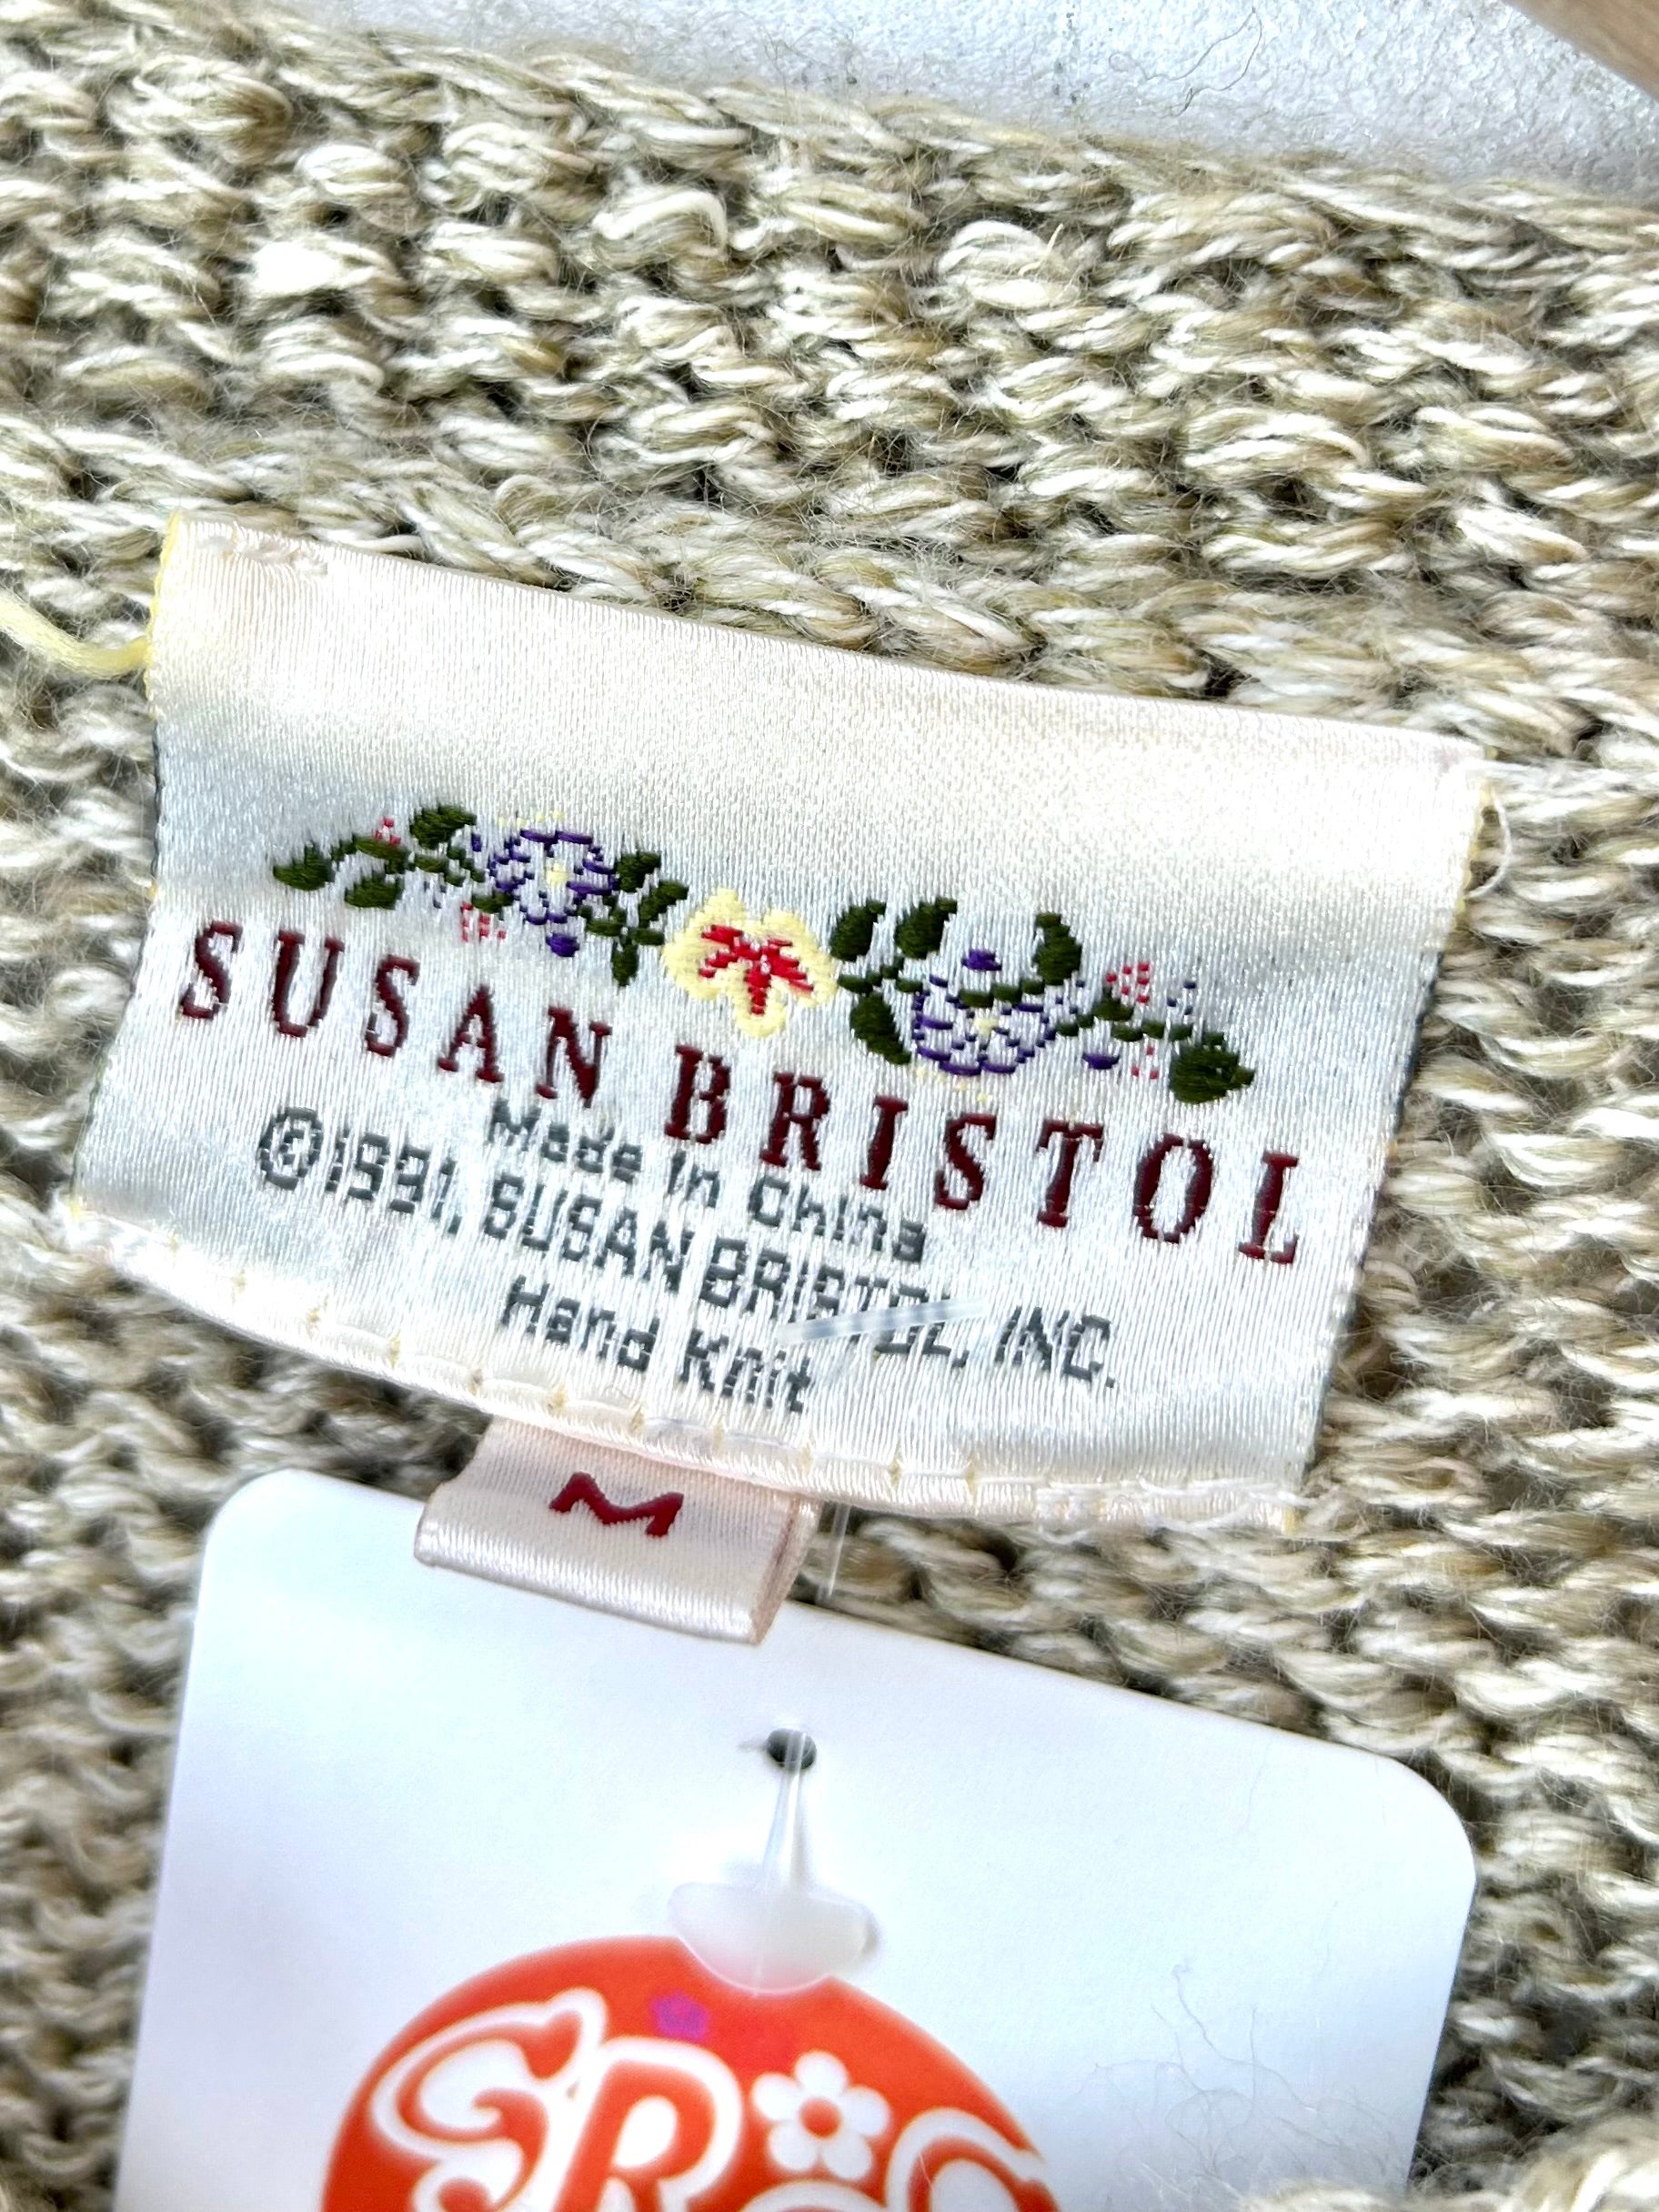 SUSAN BRISTOL
Made in China
©1991, SUSAN BRISTOL, INC.
Hand Knit
M